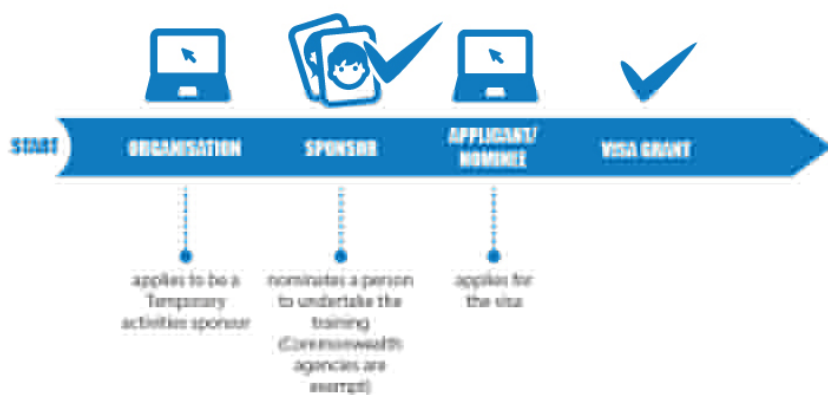 START
ORGANISATION
SPONSOR
APPLICANT/
NOMINEE
VISA GRANT
applies to be a
Temporary
activities sponsor
nominates a person
to undertake the
training
(Commonwealth
agencies are
exempt)
applies for
the visa